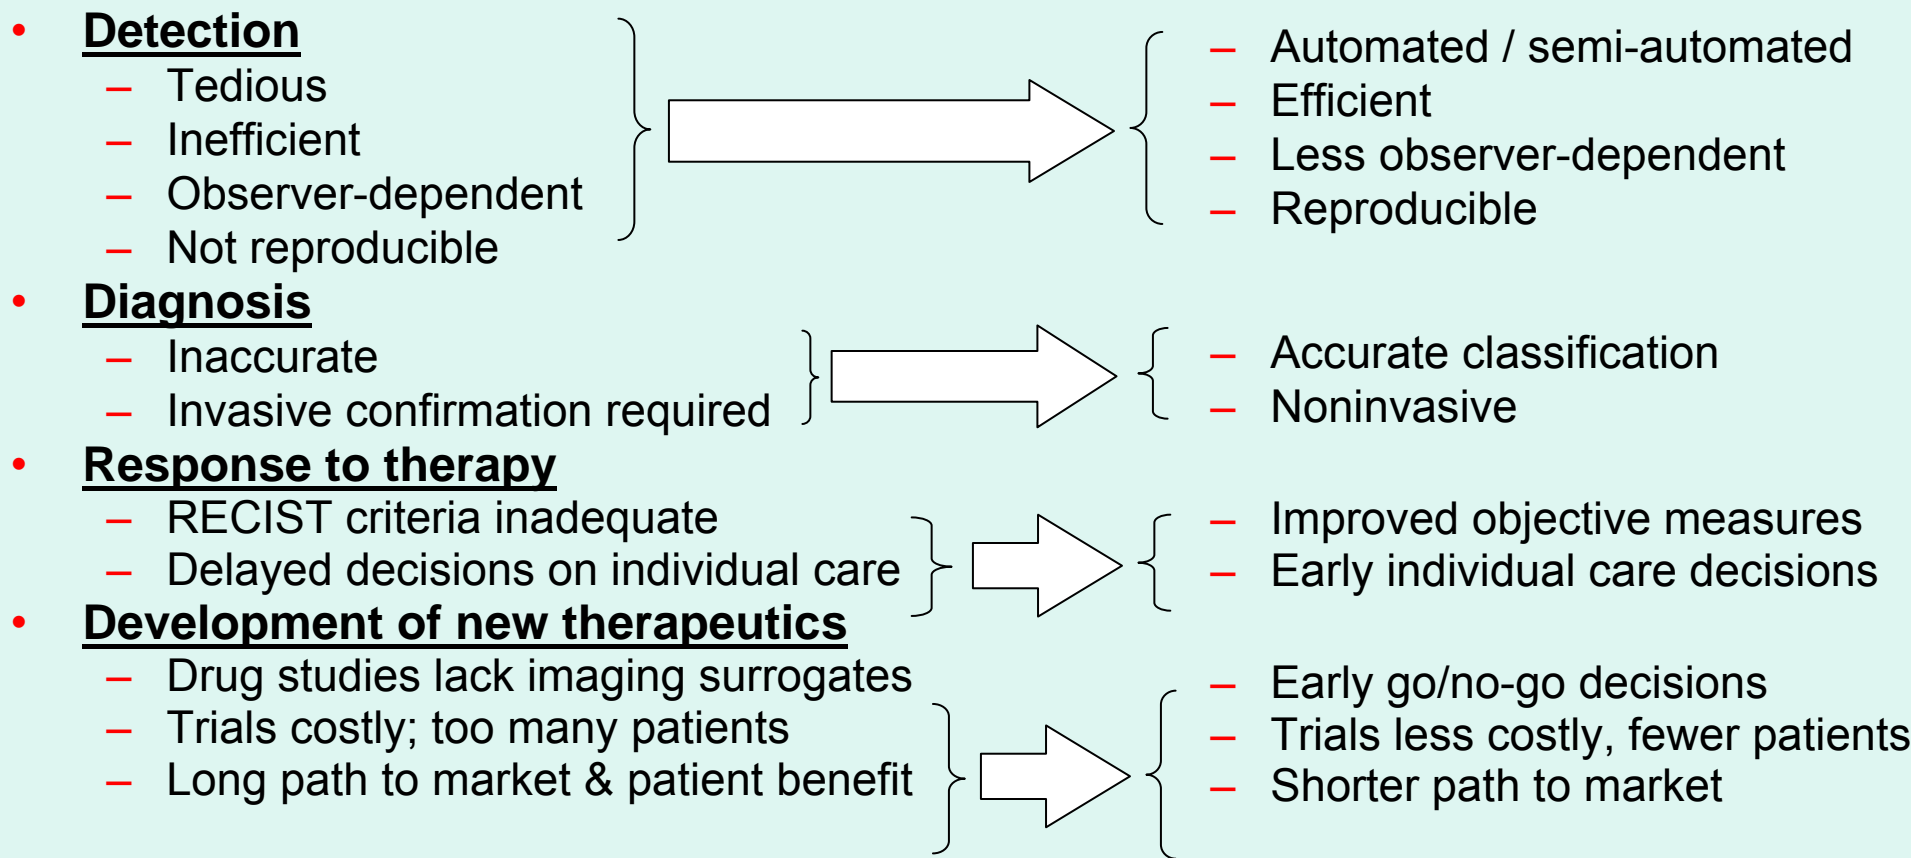 • Detection
– Tedious
– Inefficient
– Observer-dependent
– Not reproducible
– Automated / semi-automated
– Efficient
– Less observer-dependent
– Reproducible
• Diagnosis
– Inaccurate
– Invasive confirmation required
– Accurate classification
– Noninvasive
• Response to therapy
– RECIST criteria inadequate
– Delayed decisions on individual care
– Improved objective measures
– Early individual care decisions
• Development of new therapeutics
– Drug studies lack imaging surrogates
– Trials costly; too many patients
– Long path to market & patient benefit
– Early go/no-go decisions
– Trials less costly, fewer patients
– Shorter path to market